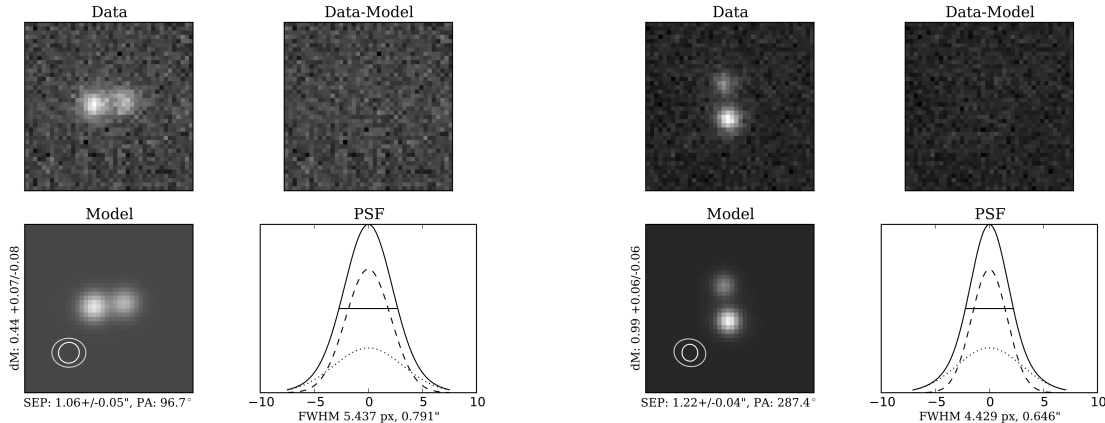 Data
Data-Model
Model
PSF
dM: 0.44 +0.07/-0.08
SEP: 1.06+/-0.05", PA: 96.7°
−10 −5 0 5 10
FWHM 5.437 px, 0.791"
Data
Data-Model
Model
PSF
dM: 0.99 +0.06/-0.06
SEP: 1.22+/-0.04", PA: 287.4°
−10 −5 0 5 10
FWHM 4.429 px, 0.646"